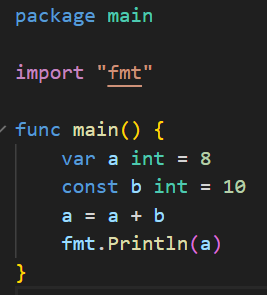 package main
import "fmt"
func main() {
    var a int = 8
    const b int = 10
    a = a + b
    fmt.Println(a)
}